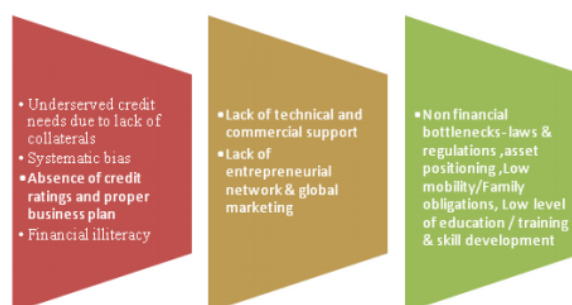 • Underserved credit
needs due to lack of
collaterals
• Systematic bias
• Absence of credit
ratings and proper
business plan
• Financial illiteracy
•Lack of technical and
commercial support
•Lack of
entrepreneurial
network & global
marketing
•Non financial
bottlenecks-laws &
regulations ,asset
positioning ,Low
mobility/Family
obligations, Low level
of education / training
& skill development